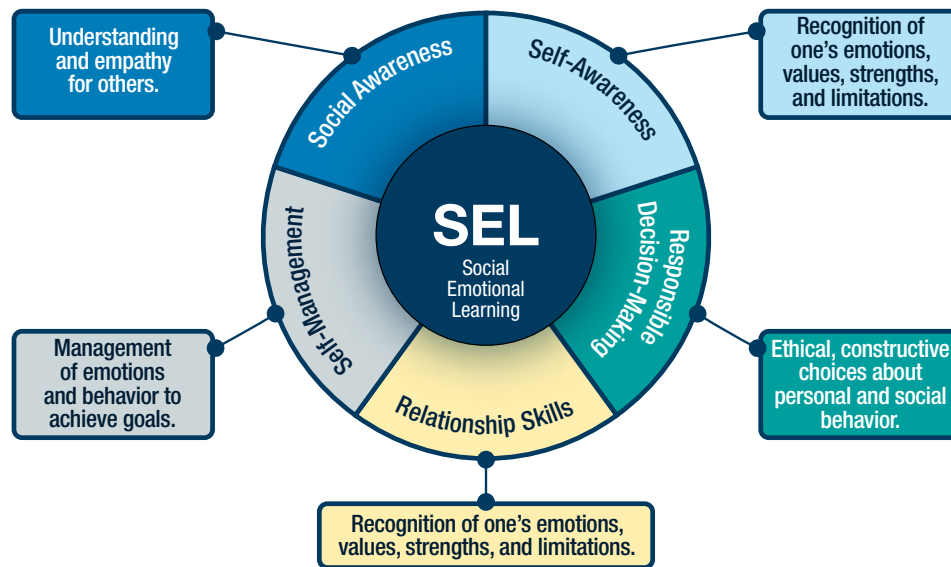 Understanding
and empathy
for others.
Social Awareness
Self-Awareness
Recognition of
one’s emotions,
values, strengths,
and limitations.
SEL
Social
Emotional
Learning
Self-Management
Responsible
Decision-Making
Relationship Skills
Management
of emotions
and behavior to
achieve goals.
Ethical, constructive
choices about
personal and social
behavior.
Recognition of one’s emotions,
values, strengths, and limitations.